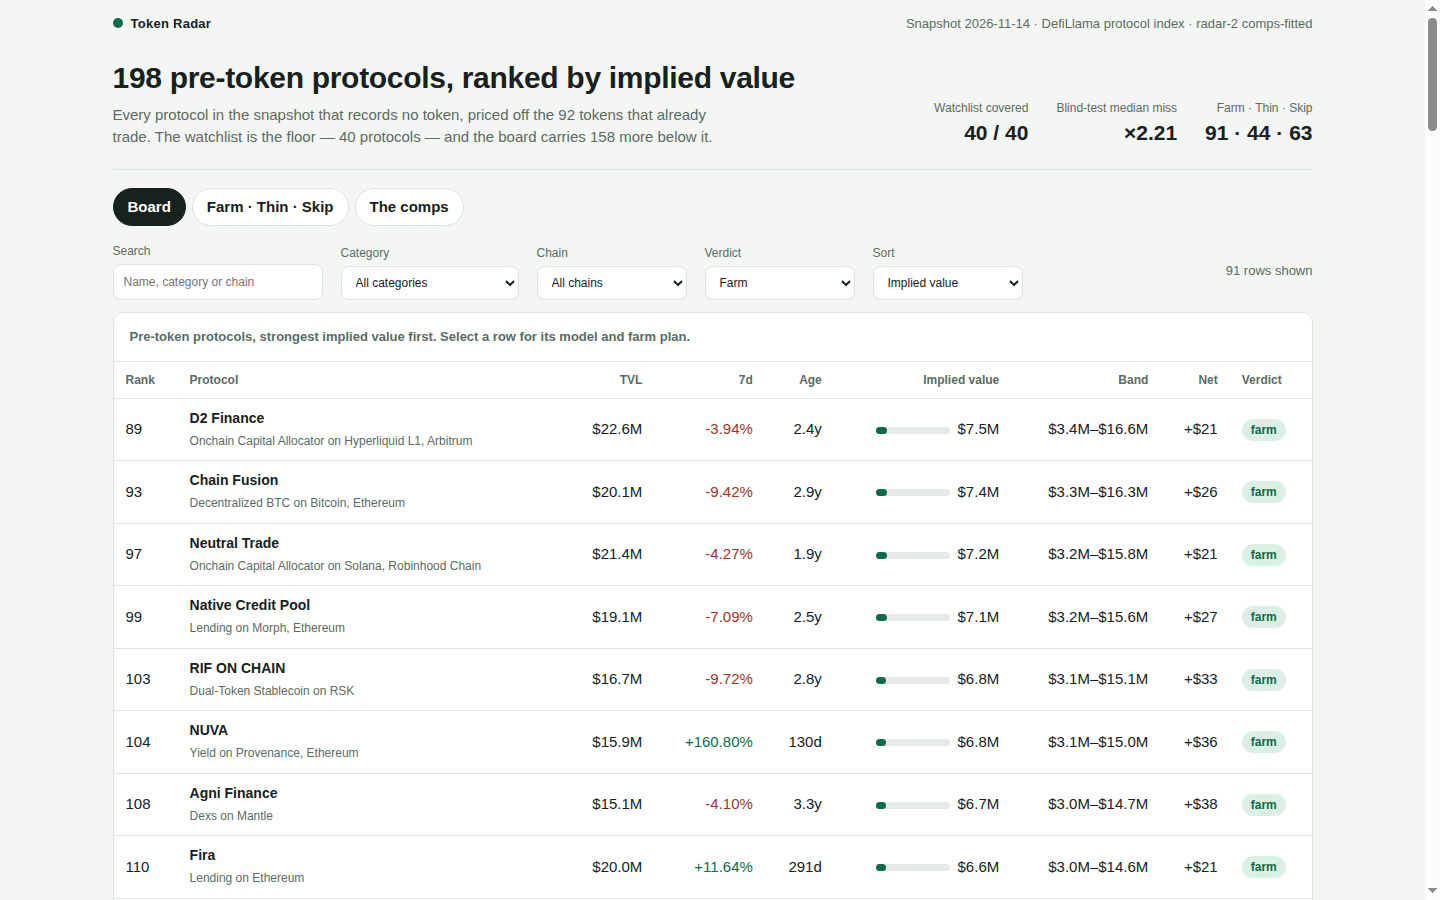 Token Radar
Snapshot 2026-11-14 · DefiLlama protocol index · radar-2 comps-fitted
198 pre-token protocols, ranked by implied value
Every protocol in the snapshot that records no token, priced off the 92 tokens that already
trade. The watchlist is the floor — 40 protocols — and the board carries 158 more below it.
Watchlist covered
40 / 40
Blind-test median miss
×2.21
Farm · Thin · Skip
91 · 44 · 63
Board
Farm · Thin · Skip
The comps
Search
Name, category or chain
Category
All categories
Chain
All chains
Verdict
Farm
Sort
Implied value
91 rows shown
Pre-token protocols, strongest implied value first. Select a row for its model and farm plan.
Rank Protocol TVL 7d Age Implied value Band Net Verdict
89 D2 Finance $22.6M -3.94% 2.4y $7.5M $3.4M–$16.6M +$21 farm
Onchain Capital Allocator on Hyperliquid L1, Arbitrum
93 Chain Fusion $20.1M -9.42% 2.9y $7.4M $3.3M–$16.3M +$26 farm
Decentralized BTC on Bitcoin, Ethereum
97 Neutral Trade $21.4M -4.27% 1.9y $7.2M $3.2M–$15.8M +$21 farm
Onchain Capital Allocator on Solana, Robinhood Chain
99 Native Credit Pool $19.1M -7.09% 2.5y $7.1M $3.2M–$15.6M +$27 farm
Lending on Morph, Ethereum
103 RIF ON CHAIN $16.7M -9.72% 2.8y $6.8M $3.1M–$15.1M +$33 farm
Dual-Token Stablecoin on RSK
104 NUVA $15.9M +160.80% 130d $6.8M $3.1M–$15.0M +$36 farm
Yield on Provenance, Ethereum
108 Agni Finance $15.1M -4.10% 3.3y $6.7M $3.0M–$14.7M +$38 farm
Dexs on Mantle
110 Fira $20.0M +11.64% 291d $6.6M $3.0M–$14.6M +$21 farm
Lending on Ethereum